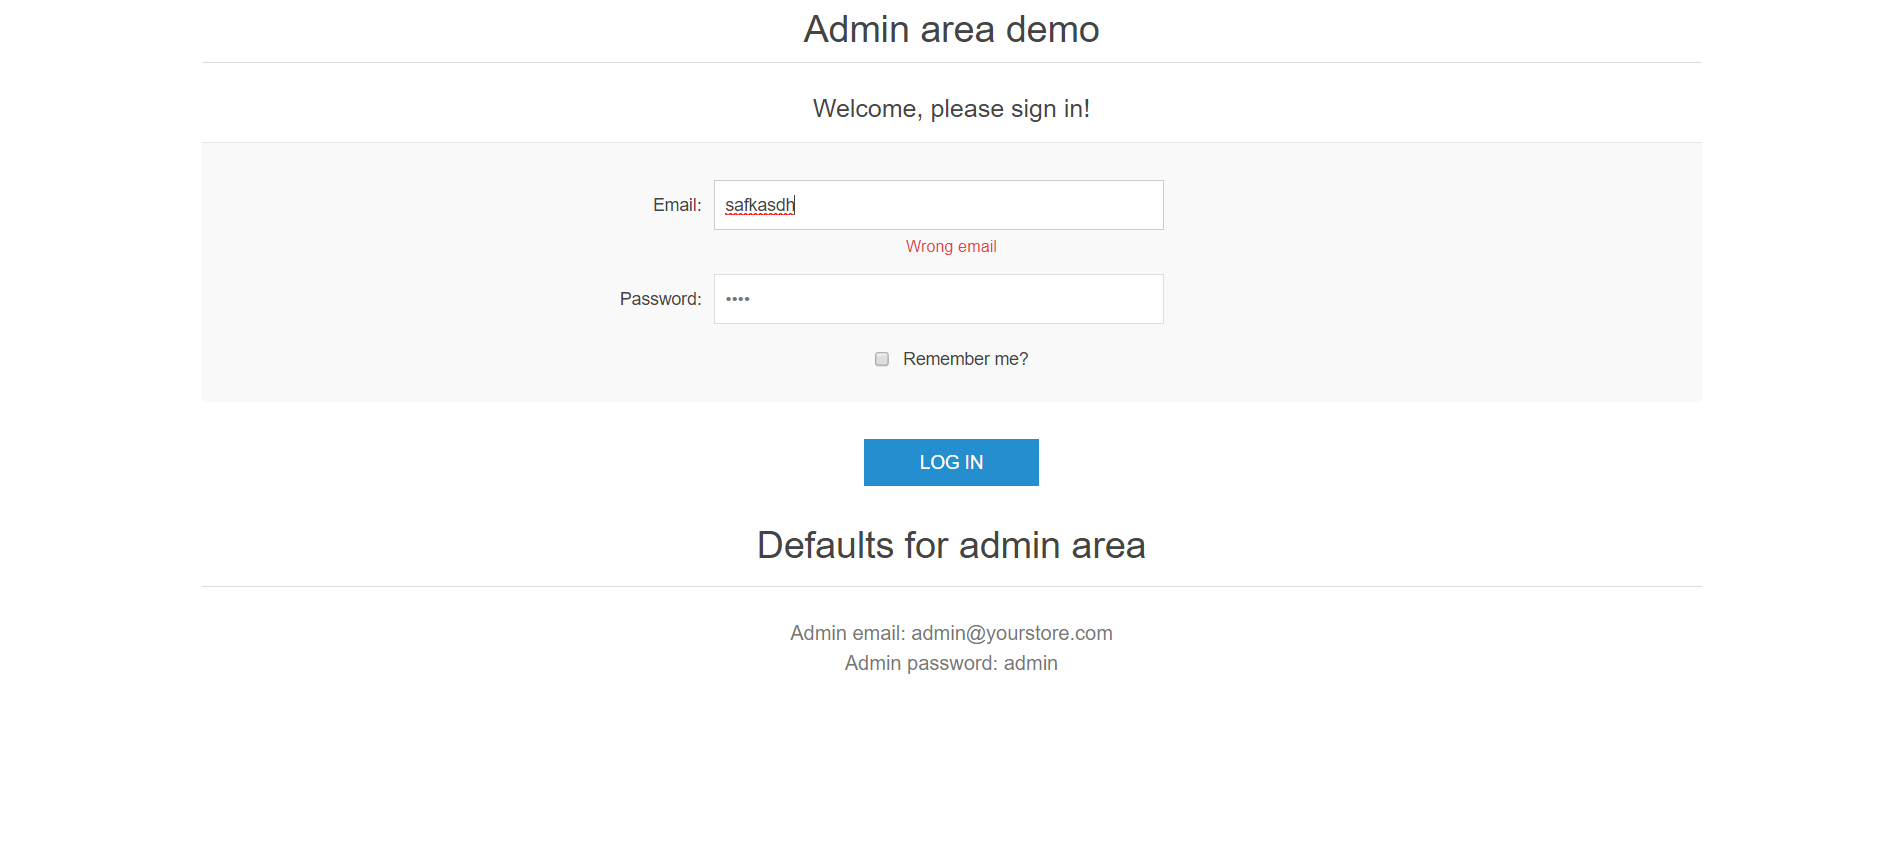 Admin area demo
Welcome, please sign in!
Email: safkasdh
Wrong email
Password: ••••
Remember me?
LOG IN
Defaults for admin area
Admin email: admin@yourstore.com
Admin password: admin